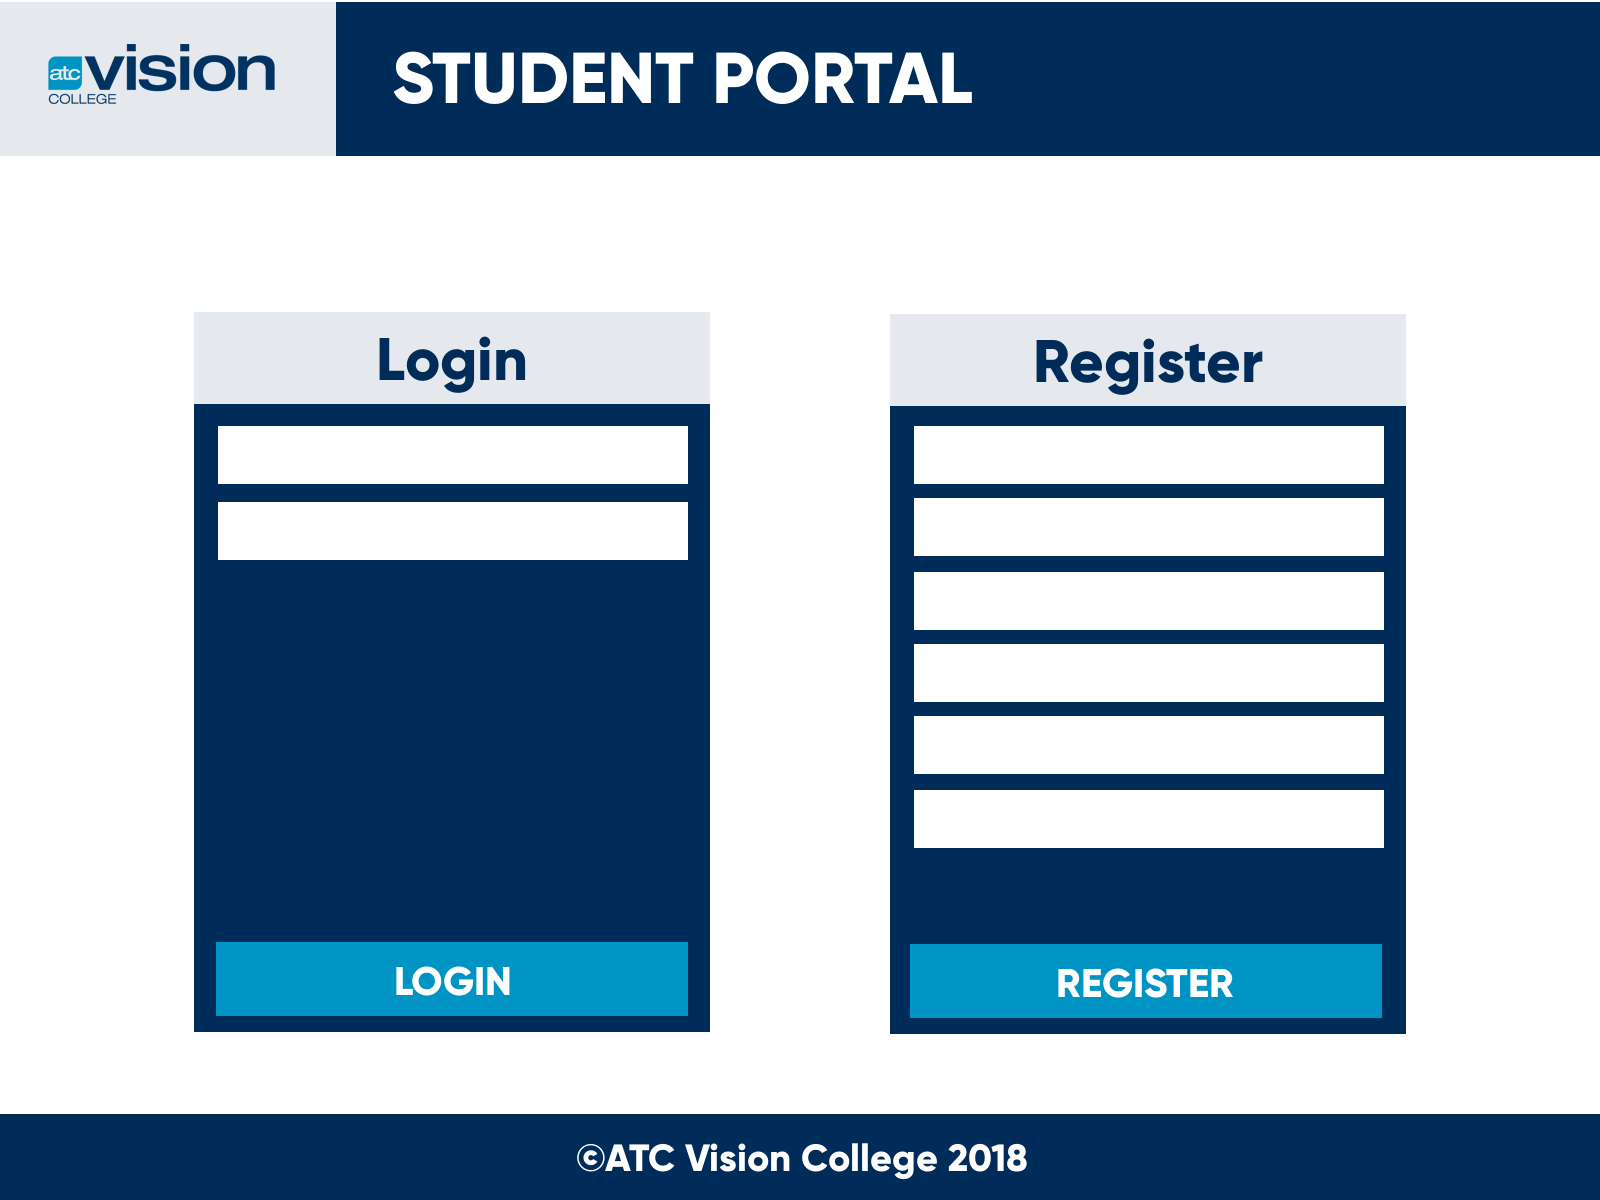 atc vision
COLLEGE
STUDENT PORTAL
Login
LOGIN
Register
REGISTER
©ATC Vision College 2018